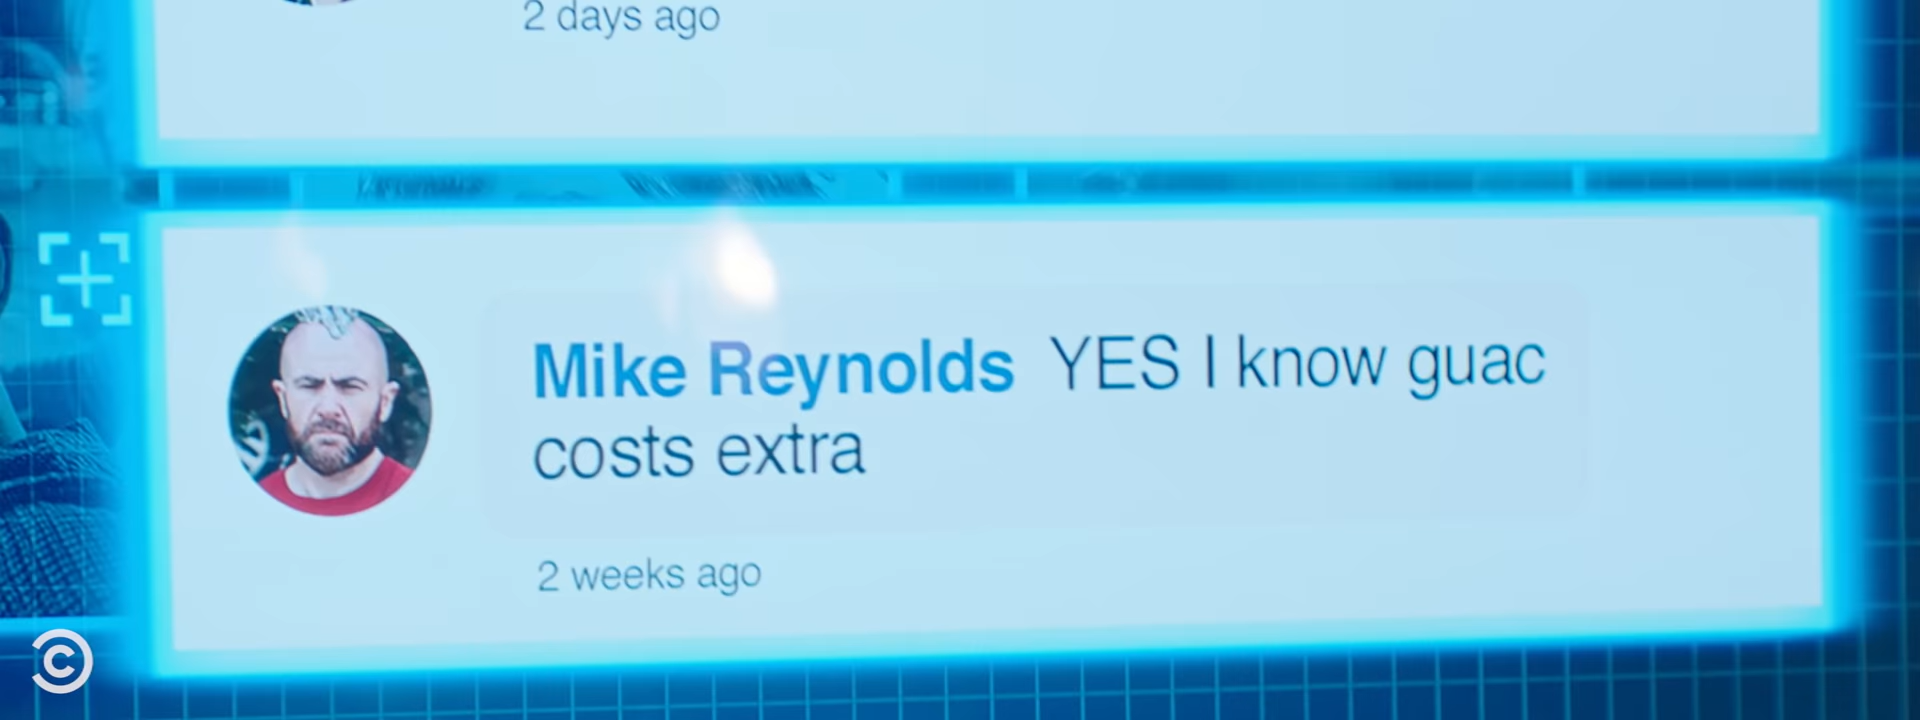 2 days ago
Mike Reynolds YES I know guac
costs extra
2 weeks ago